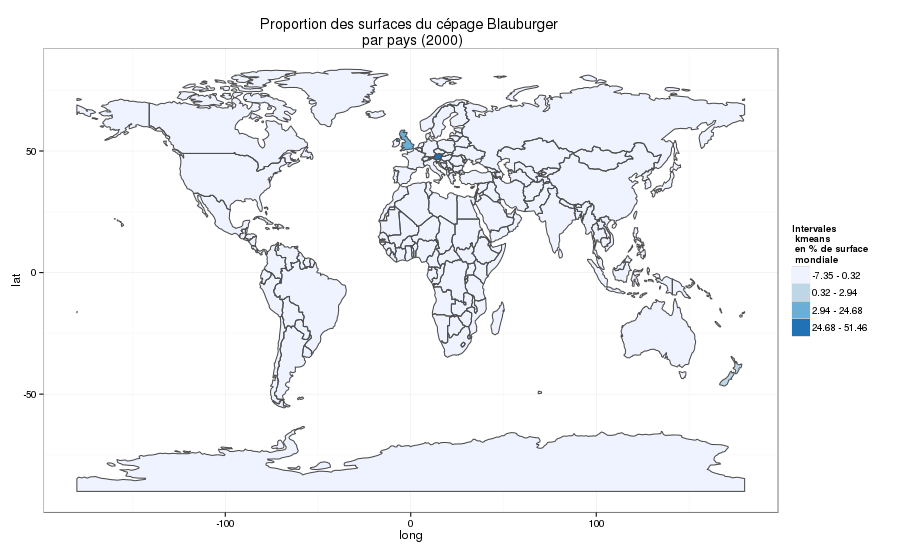 Proportion des surfaces du cépage Blauburger
par pays (2000)
lat
50
0
-50
-100
0
100
long
Intervales
kmeans
en % de surface
mondiale
-7.35 - 0.32
0.32 - 2.94
2.94 - 24.68
24.68 - 51.46